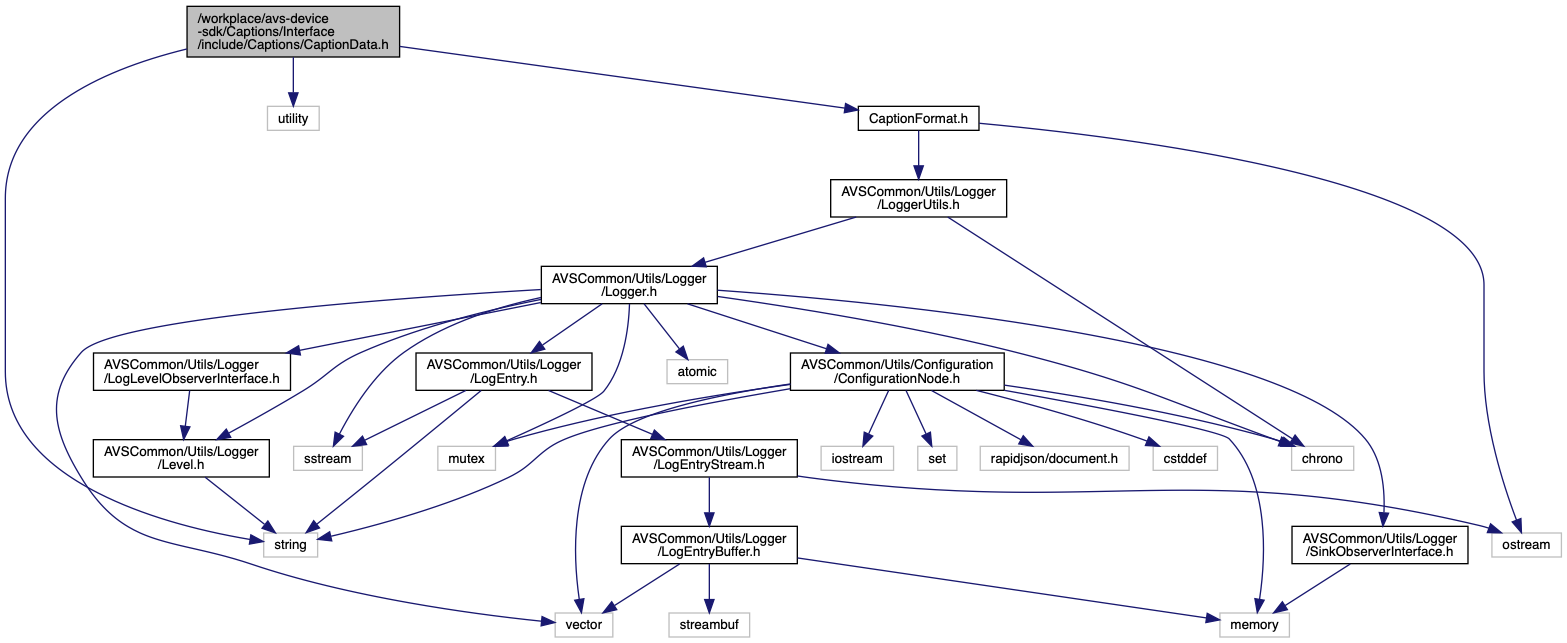 /workplace/avs-device
-sdk/Captions/Interface
/include/Captions/CaptionData.h
utility
CaptionFormat.h
AVSCommon/Utils/Logger
/LoggerUtils.h
AVSCommon/Utils/Logger
/Logger.h
AVSCommon/Utils/Logger
/LogLevelObserverInterface.h
AVSCommon/Utils/Logger
/LogEntry.h
atomic
AVSCommon/Utils/Configuration
/ConfigurationNode.h
AVSCommon/Utils/Logger
/Level.h
sstream
mutex
AVSCommon/Utils/Logger
/LogEntryStream.h
iostream
set
rapidjson/document.h
cstddef
chrono
string
AVSCommon/Utils/Logger
/LogEntryBuffer.h
AVSCommon/Utils/Logger
/SinkObserverInterface.h
ostream
vector
streambuf
memory